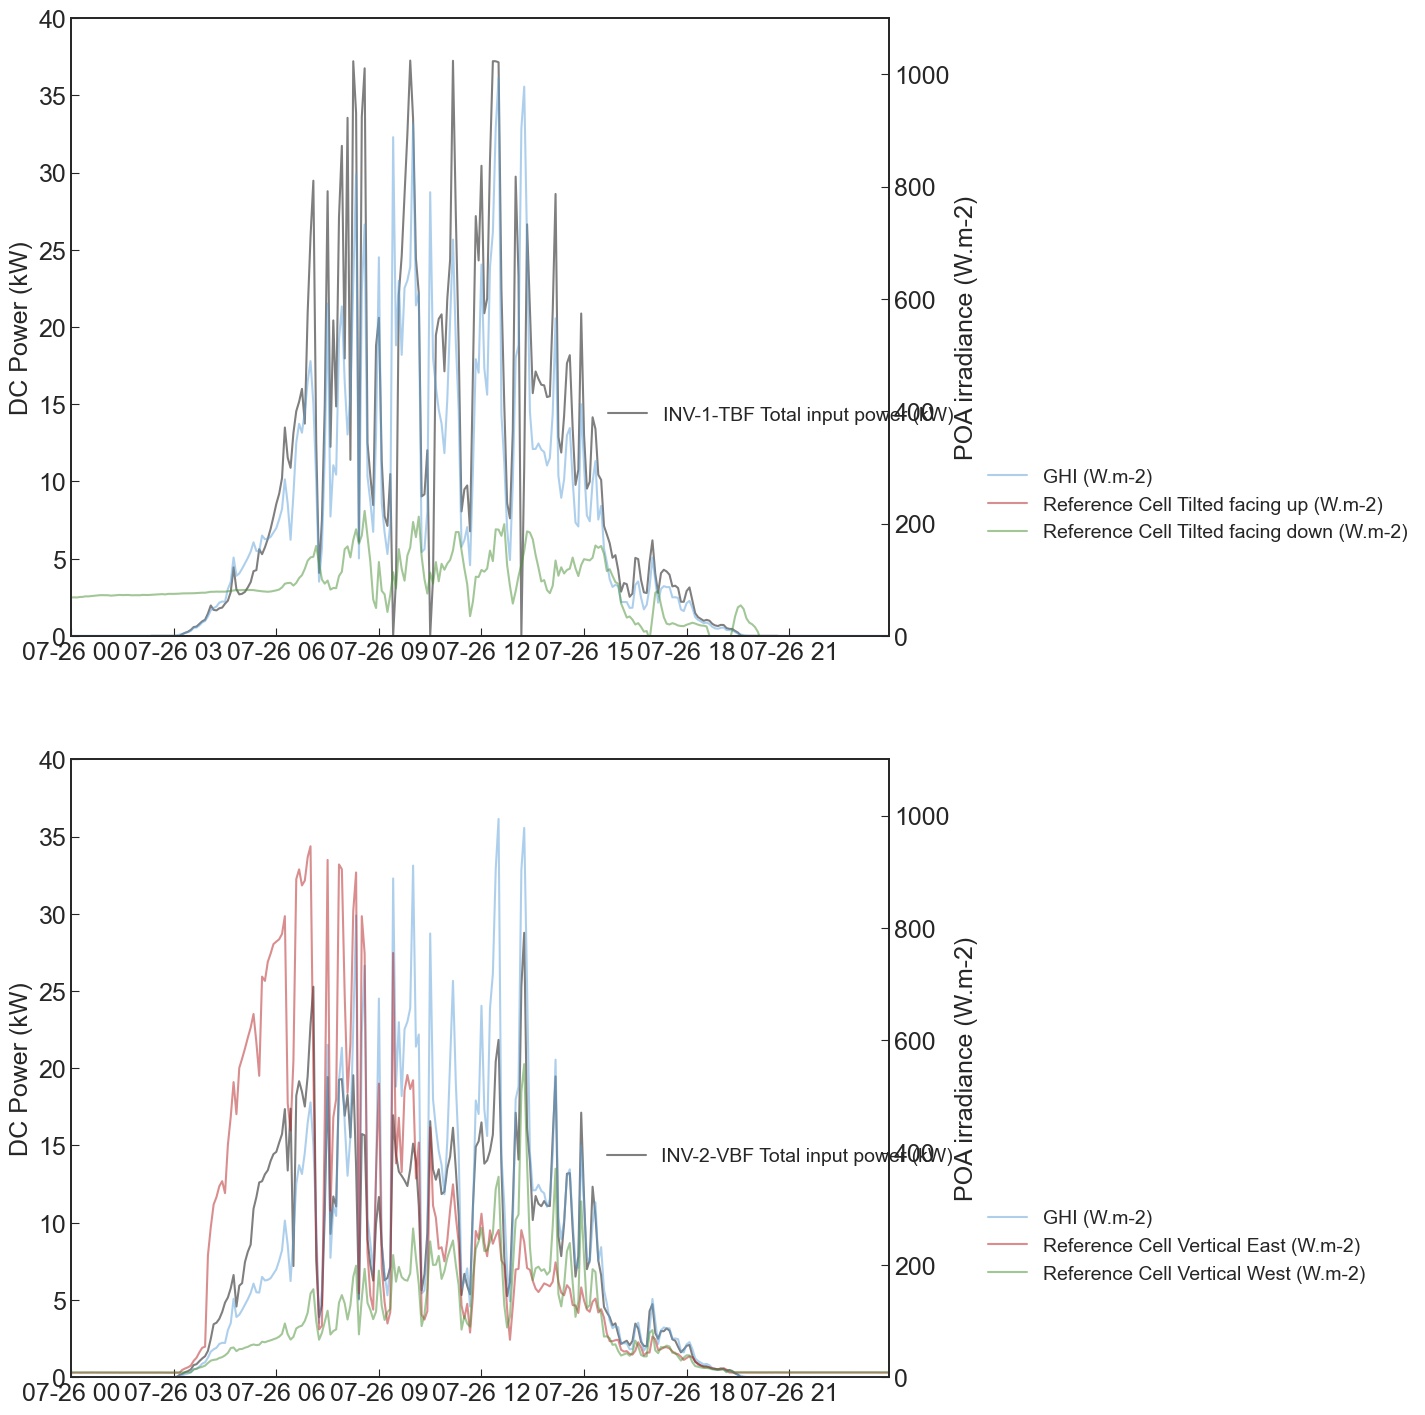 40
35
30
25
20
15
10
5
0
DC Power (kW)
1000
800
600
400
200
0
POA irradiance (W.m-2)
INV-1-TBF Total input power (kW)
GHI (W.m-2)
Reference Cell Tilted facing up (W.m-2)
Reference Cell Tilted facing down (W.m-2)
07-26 00 07-26 03 07-26 06 07-26 09 07-26 12 07-26 15 07-26 18 07-26 21
40
35
30
25
20
15
10
5
0
DC Power (kW)
1000
800
600
400
200
0
POA irradiance (W.m-2)
INV-2-VBF Total input power (kW)
GHI (W.m-2)
Reference Cell Vertical East (W.m-2)
Reference Cell Vertical West (W.m-2)
07-26 00 07-26 03 07-26 06 07-26 09 07-26 12 07-26 15 07-26 18 07-26 21